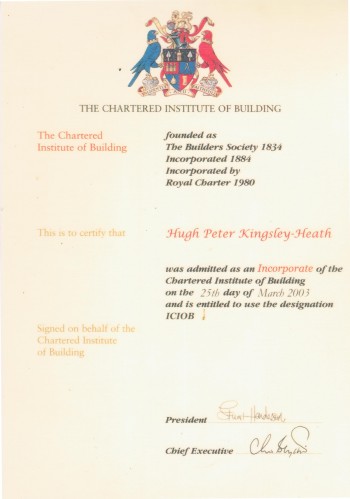 THE CHARTERED INSTITUTE OF BUILDING
The Chartered
Institute of Building
founded as
The Builders Society 1834
Incorporated 1884
Incorporated by
Royal Charter 1980
This is to certify that
Hugh Peter Kingsley-Heath
was admitted as an Incorporate of the
Chartered Institute of Building
on the 25th day of March 2003
and is entitled to use the designation
ICIOB
Signed on behalf of the
Chartered Institute
of Building
President
Chief Executive